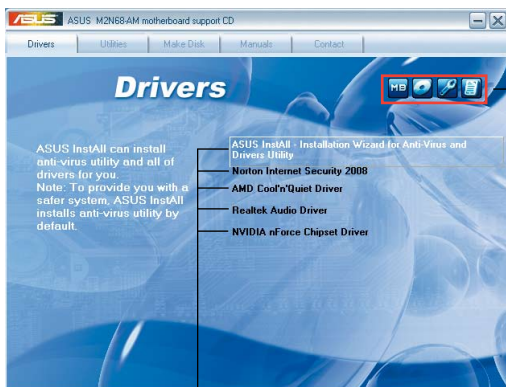 ASUS ASUS M2N68-AM motherboard support CD
Drivers Utilities Make Disk Manuals Contact
Drivers
MB
ASUS InstAll can install
anti-virus utility and all of
drivers for you.
Note: To provide you with a
safer system, ASUS InstAll
installs anti-virus utility by
default.
ASUS InstAll - Installation Wizard for Anti-Virus and
Drivers Utility
Norton Internet Security 2008
AMD Cool'n'Quiet Driver
Realtek Audio Driver
NVIDIA nForce Chipset Driver